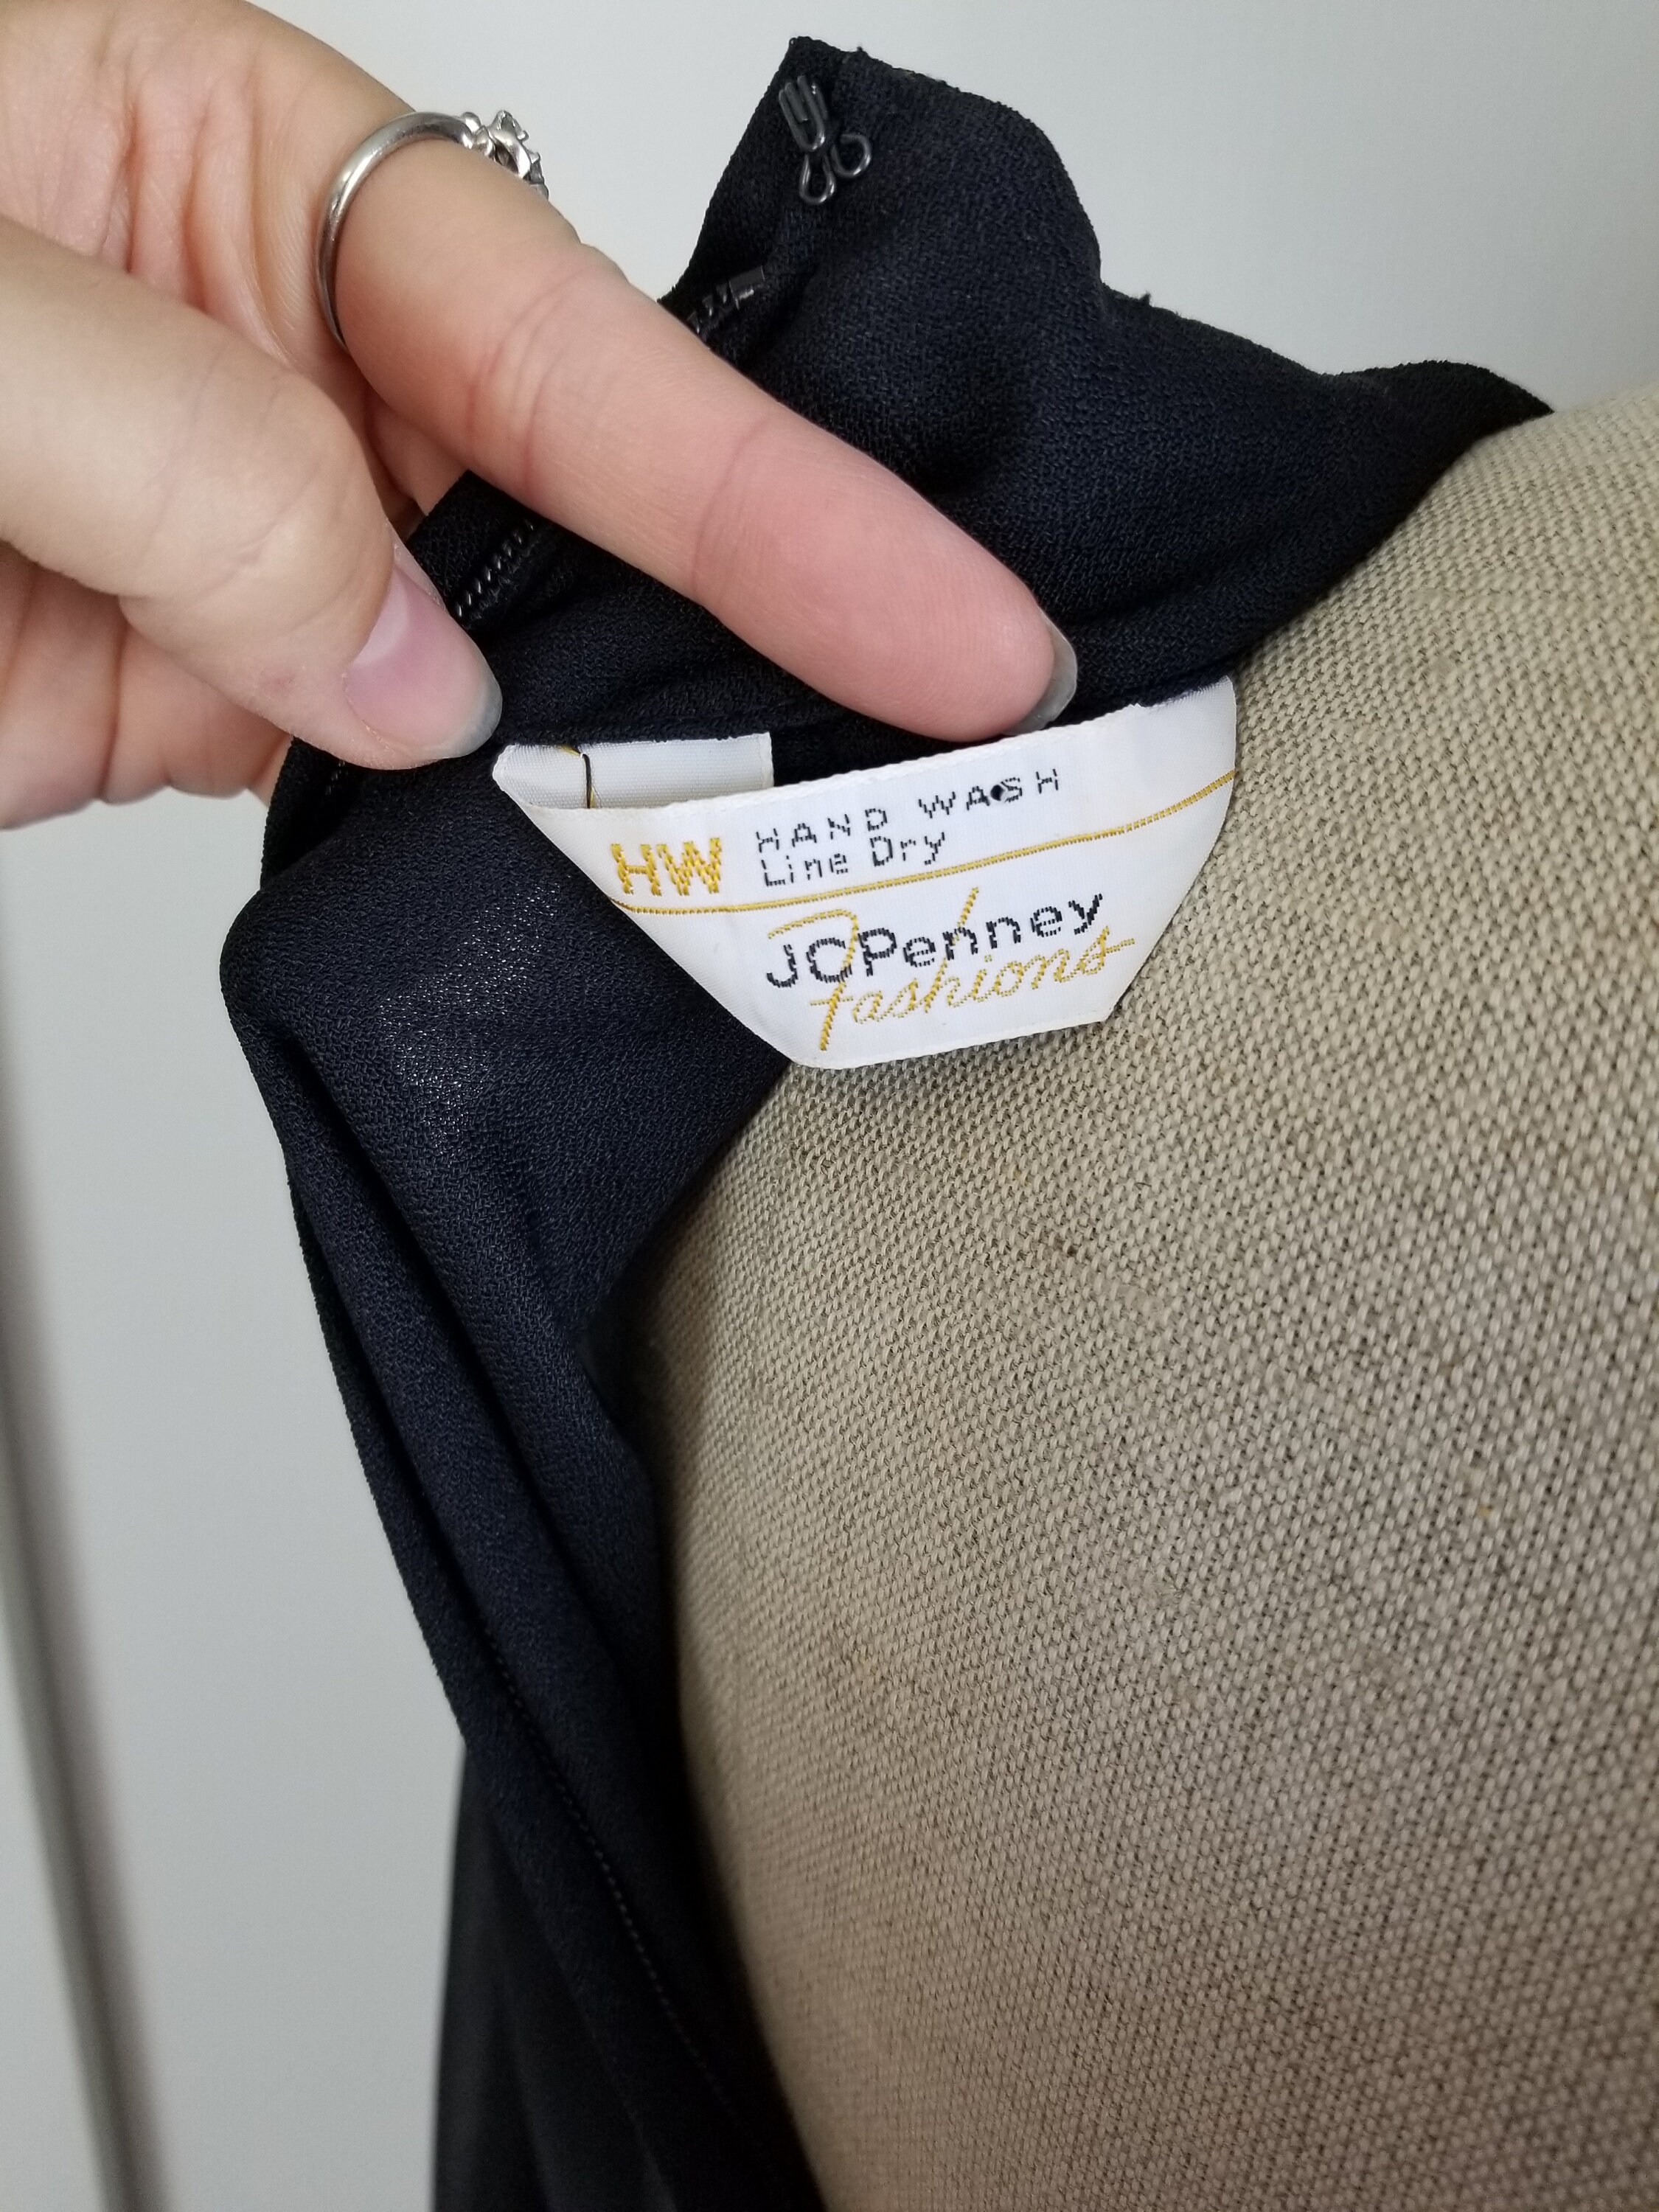 HW HAND WASH
Line Dry
JCPenney
fashions